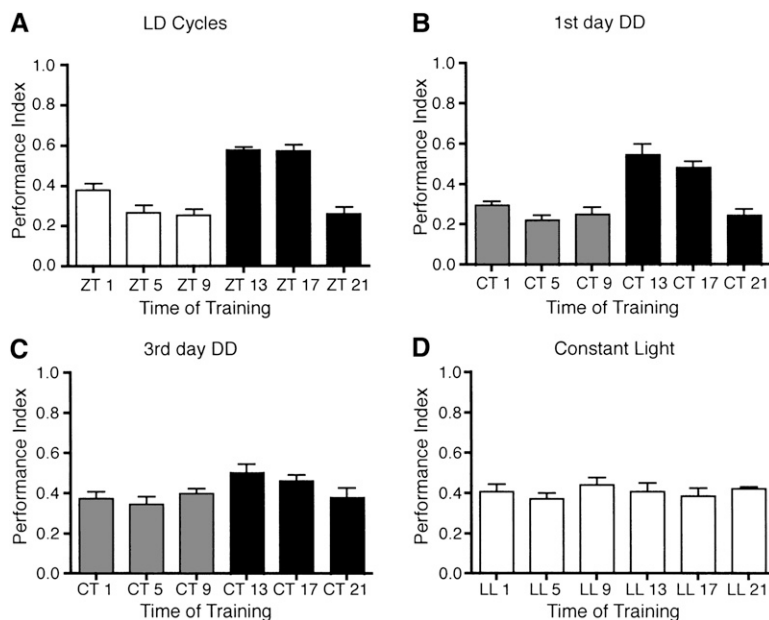 A
LD Cycles
Performance Index
1.0
0.8
0.6
0.4
0.2
0.0
ZT 1 ZT 5 ZT 9 ZT 13 ZT 17 ZT 21
Time of Training
B
1st day DD
Performance Index
1.0
0.8
0.6
0.4
0.2
0.0
CT 1 CT 5 CT 9 CT 13 CT 17 CT 21
Time of Training
C
3rd day DD
Performance Index
1.0
0.8
0.6
0.4
0.2
0.0
CT 1 CT 5 CT 9 CT 13 CT 17 CT 21
Time of Training
D
Constant Light
Performance Index
1.0
0.8
0.6
0.4
0.2
0.0
LL 1 LL 5 LL 9 LL 13 LL 17 LL 21
Time of Training